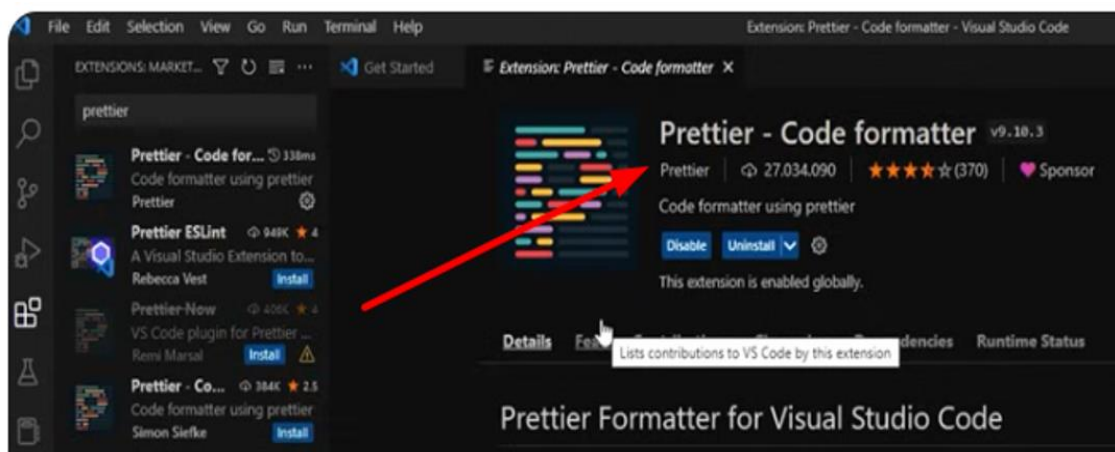 File Edit Selection View Go Run Terminal Help
Extension: Prettier - Code formatter - Visual Studio Code
EXTENSIONS: MARKET...
Get Started
Extension: Prettier - Code formatter
prettier
Prettier - Code for... 338ms
Code formatter using prettier
Prettier
Prettier ESLint 949K 4
A Visual Studio Extension to...
Rebecca Vest Install
Prettier Now 406K 4
VS Code plugin for Prettier ...
Remi Marsal Install
Prettier - Co... 384K 2.5
Code formatter using prettier
Simon Siefke Install
Prettier - Code formatter v9.10.3
Prettier 27.034.090 (370) Sponsor
Code formatter using prettier
Disable Uninstall
This extension is enabled globally.
Details Runtime Status
Lists contributions to VS Code by this extension
Prettier Formatter for Visual Studio Code